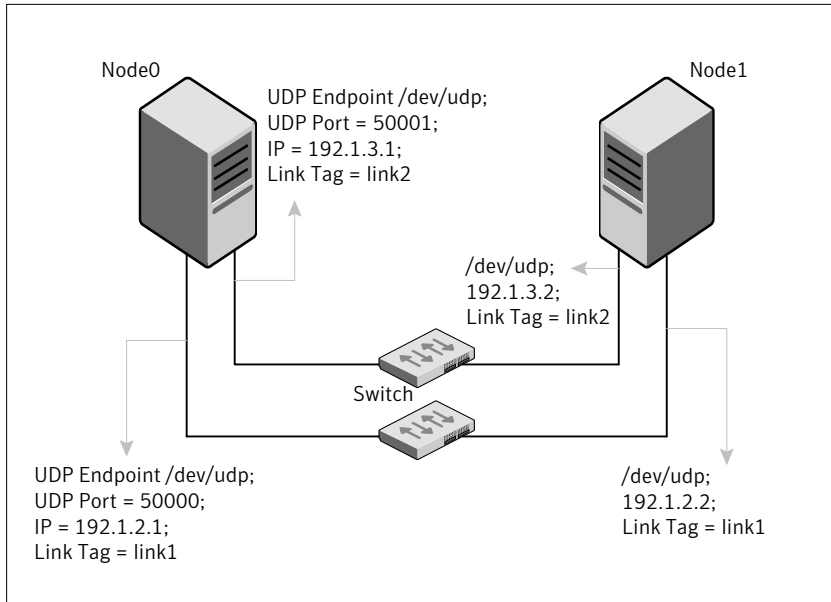 Node0
Node1
UDP Endpoint /dev/udp;
UDP Port = 50001;
IP = 192.1.3.1;
Link Tag = link2
/dev/udp;
192.1.3.2;
Link Tag = link2
Switch
UDP Endpoint /dev/udp;
UDP Port = 50000;
IP = 192.1.2.1;
Link Tag = link1
/dev/udp;
192.1.2.2;
Link Tag = link1